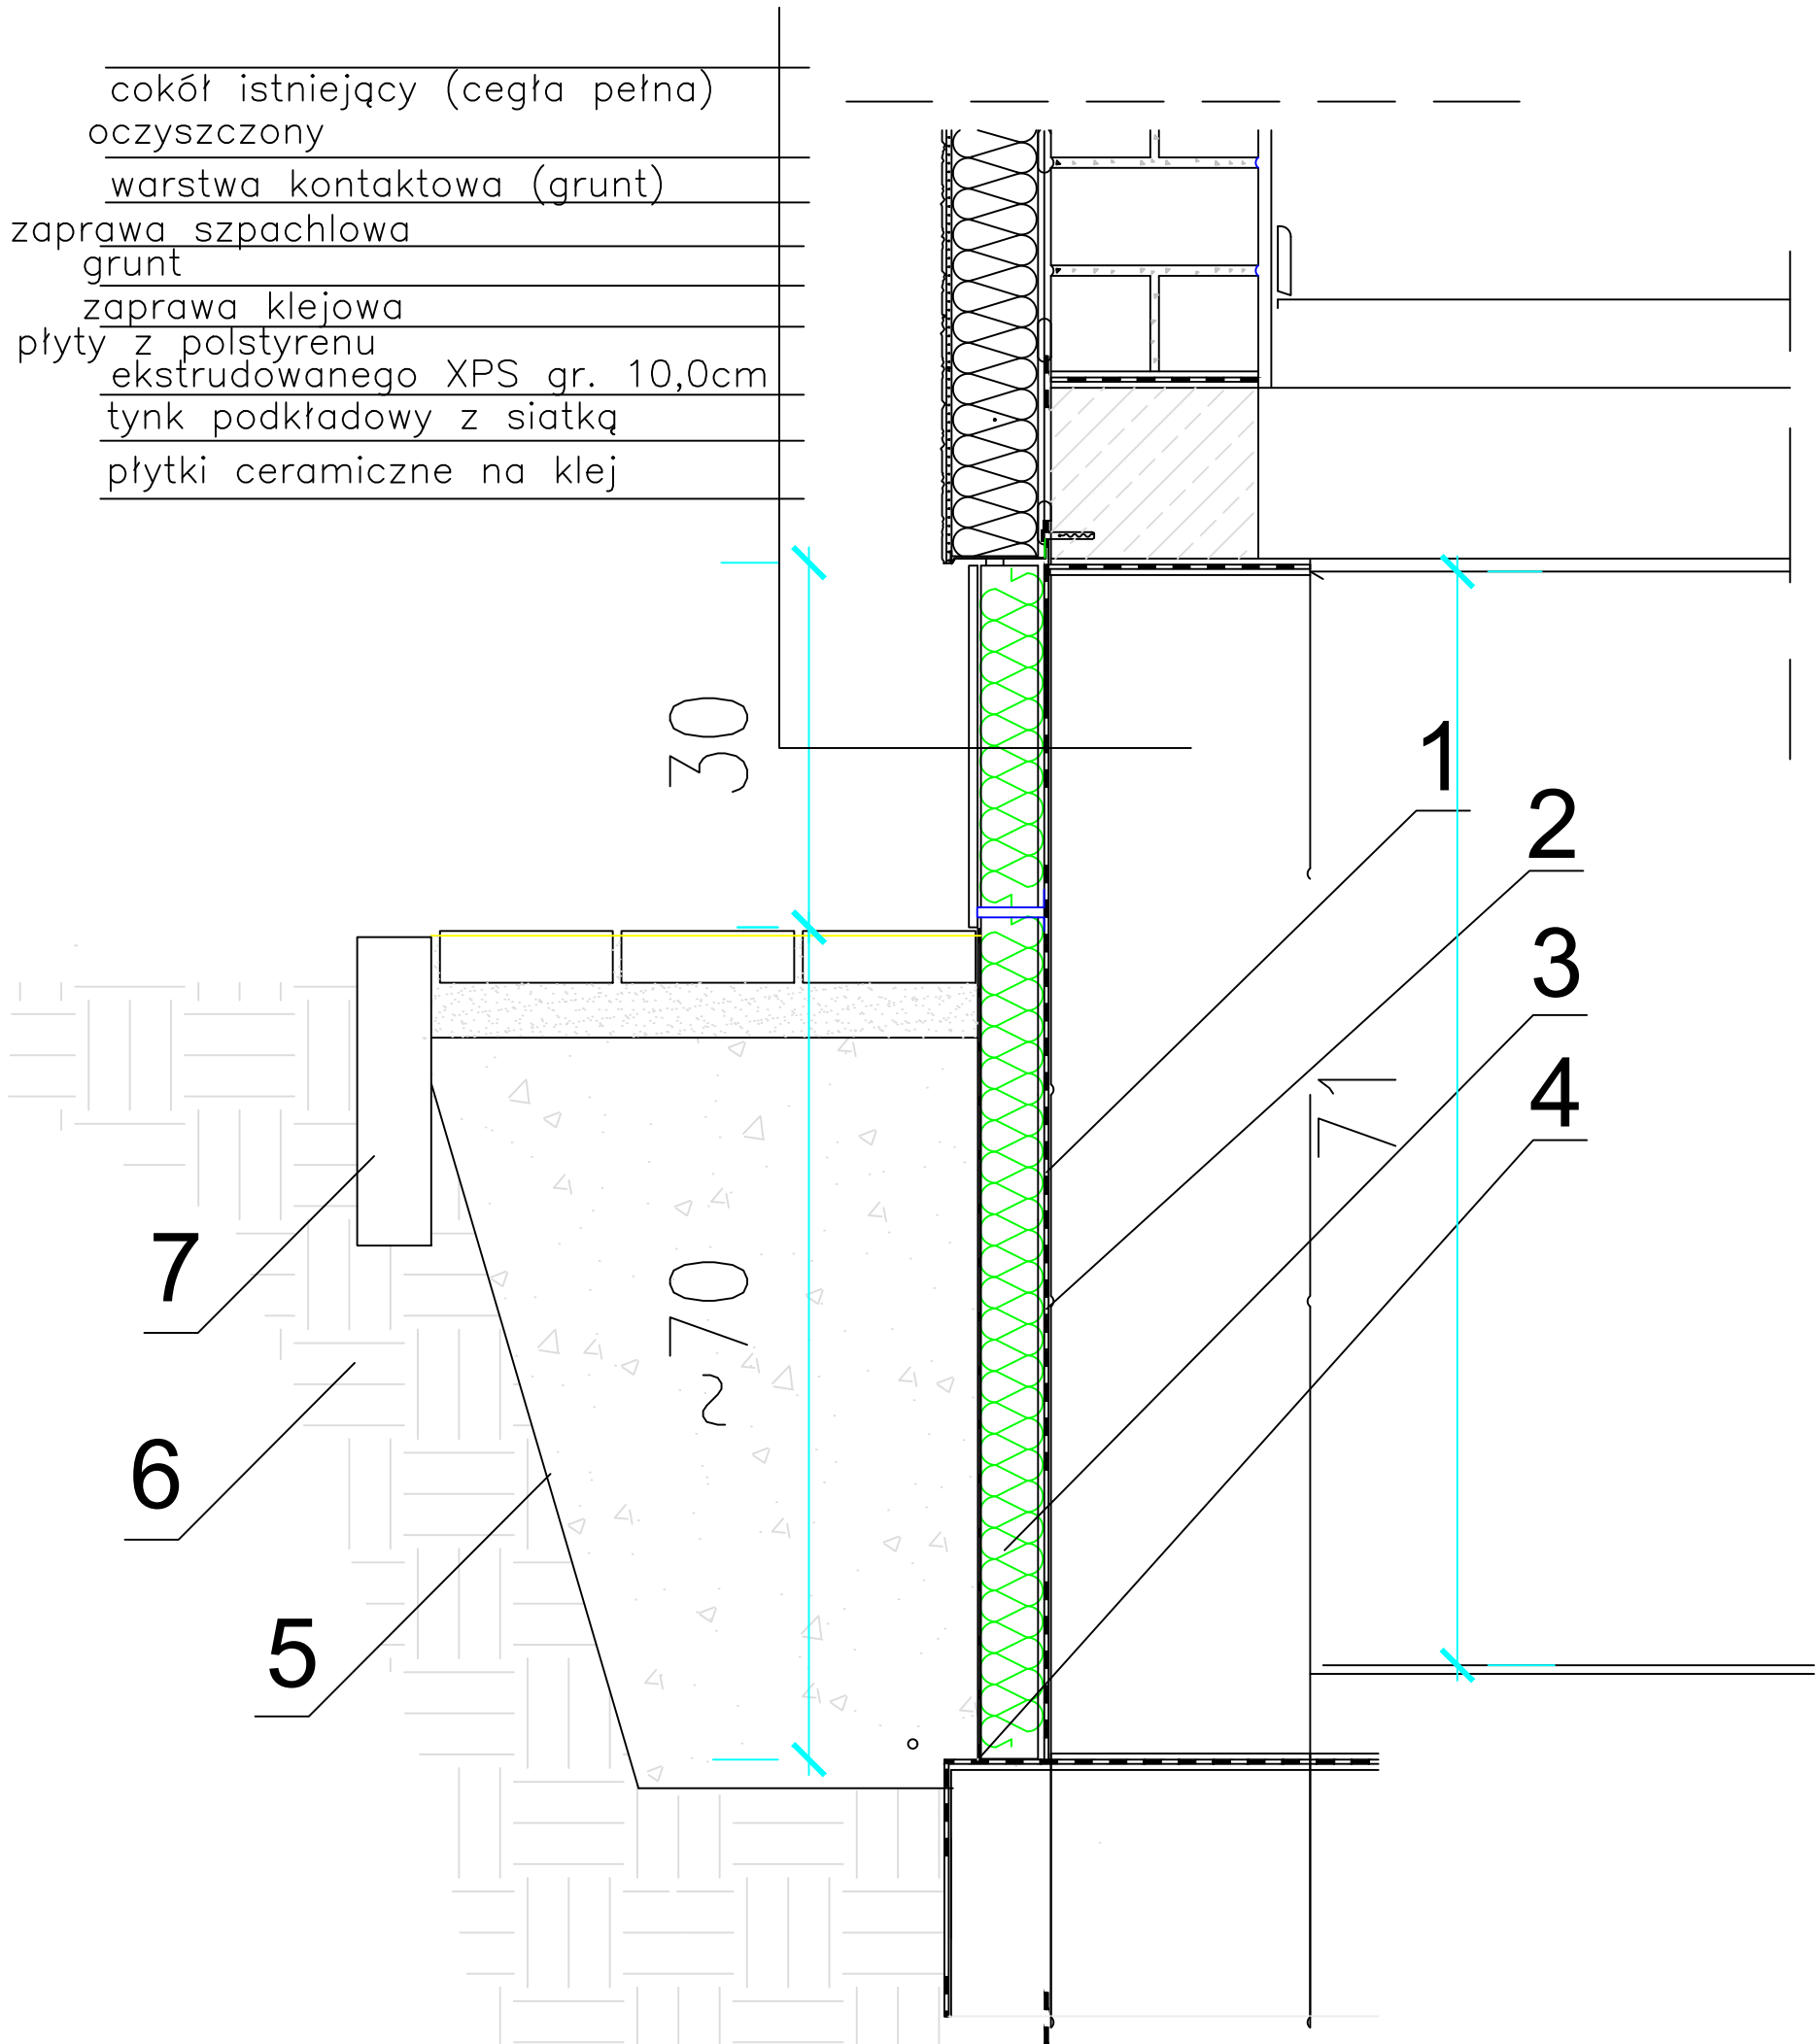 cokół istniejący (cegła pełna)
oczyszczony
warstwa kontaktowa (grunt)
zaprawa szpachlowa
grunt
zaprawa klejowa
płyty z polstyrenu
ekstrudowanego XPS gr. 10,0cm
tynk podkładowy z siatką
płytki ceramiczne na klej
30
~70
1
2
3
4
7
6
5